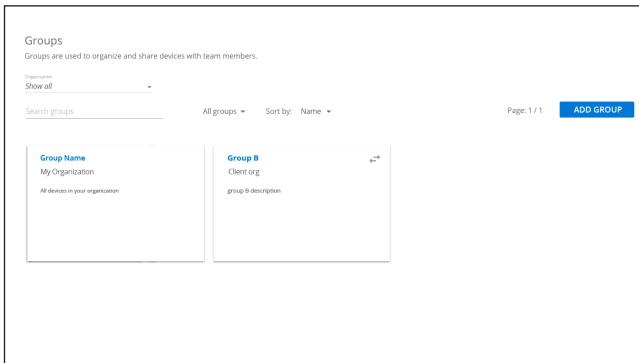 Groups
Groups are used to organize and share devices with team members.
Organization
Show all
Search groups
All groups
Sort by: Name
Page: 1 / 1
ADD GROUP
Group Name
My Organization
All devices in your organization
Group B
Client org
group B description